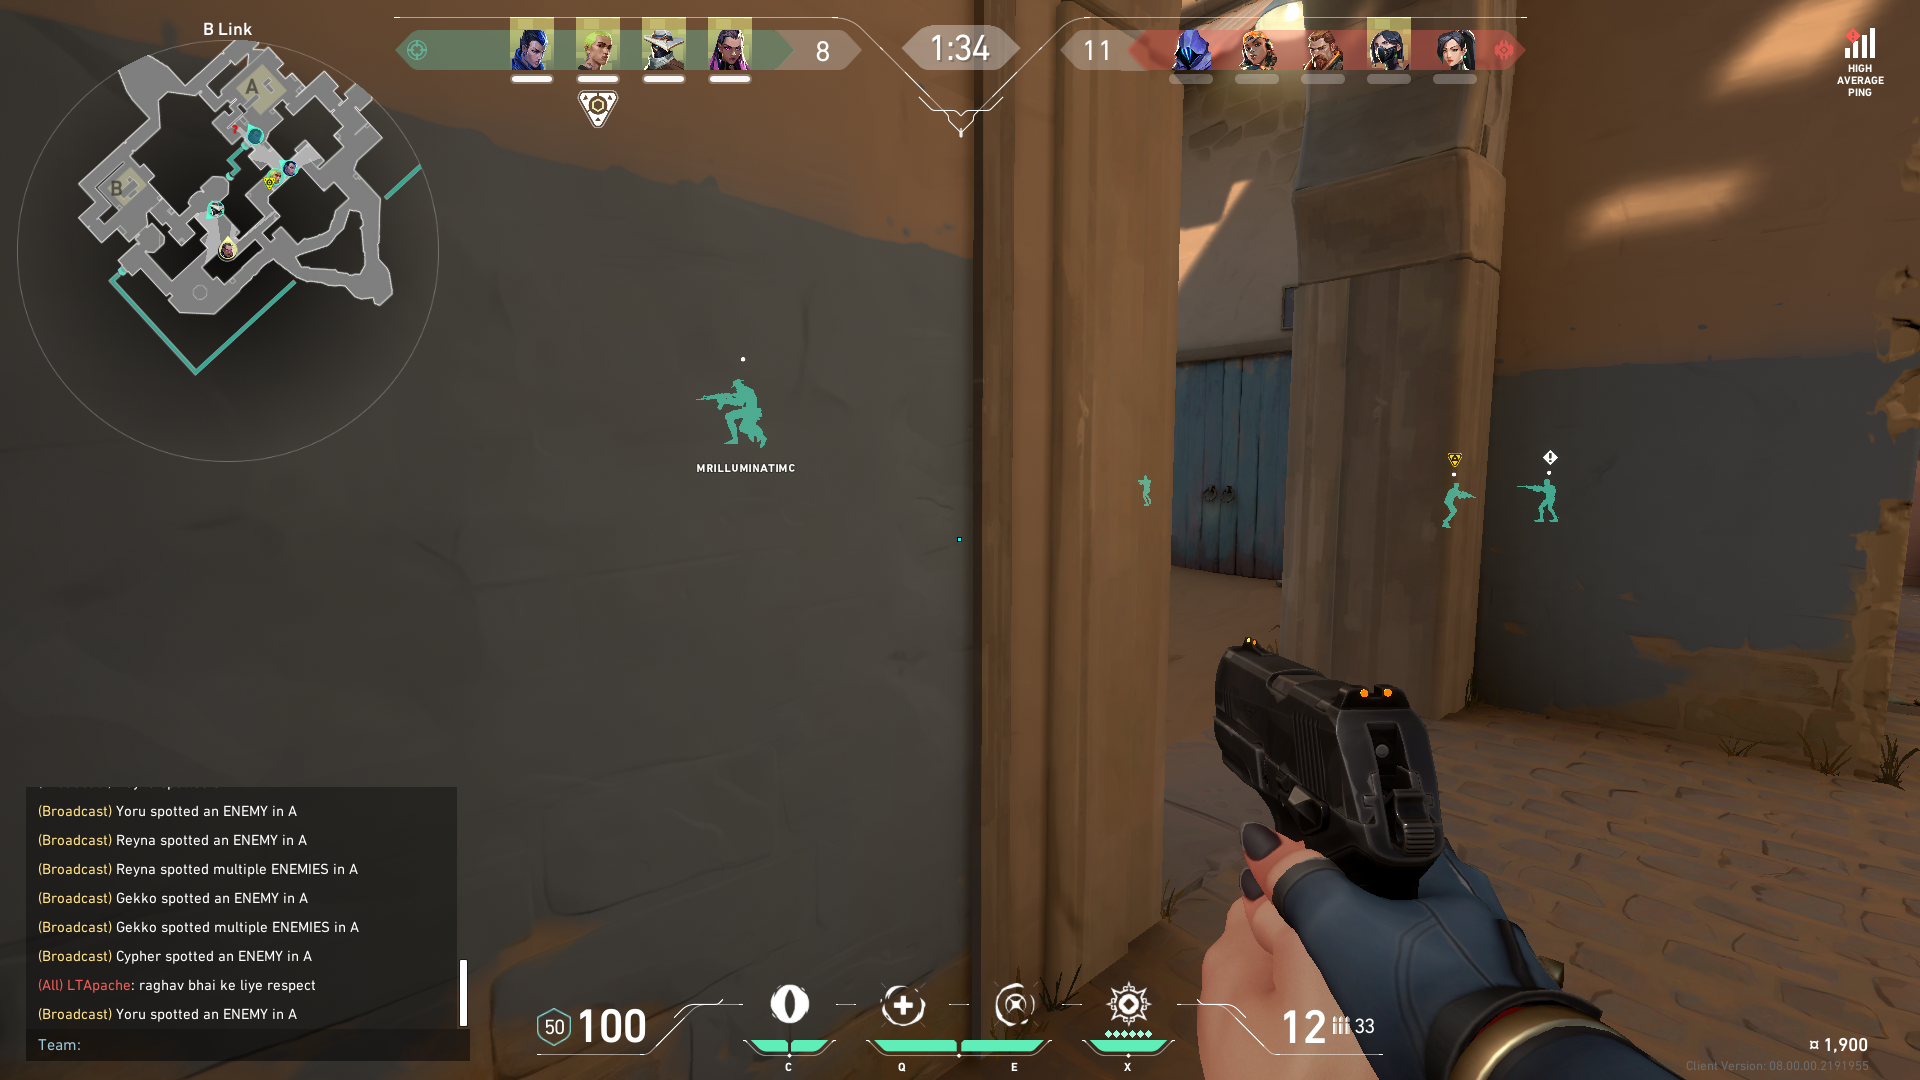 B Link
8
1:34
11
HIGH
AVERAGE
PING
A
B
MRILLUMINATIMC
(Broadcast) Yoru spotted an ENEMY in A
(Broadcast) Reyna spotted an ENEMY in A
(Broadcast) Reyna spotted multiple ENEMIES in A
(Broadcast) Gekko spotted an ENEMY in A
(Broadcast) Gekko spotted multiple ENEMIES in A
(Broadcast) Cypher spotted an ENEMY in A
(All) LTApache: raghav bhai ke liye respect
(Broadcast) Yoru spotted an ENEMY in A
Team:
50 100
C Q E X
12 33
¤ 1,900
Client Version: 08.00.00.2191955